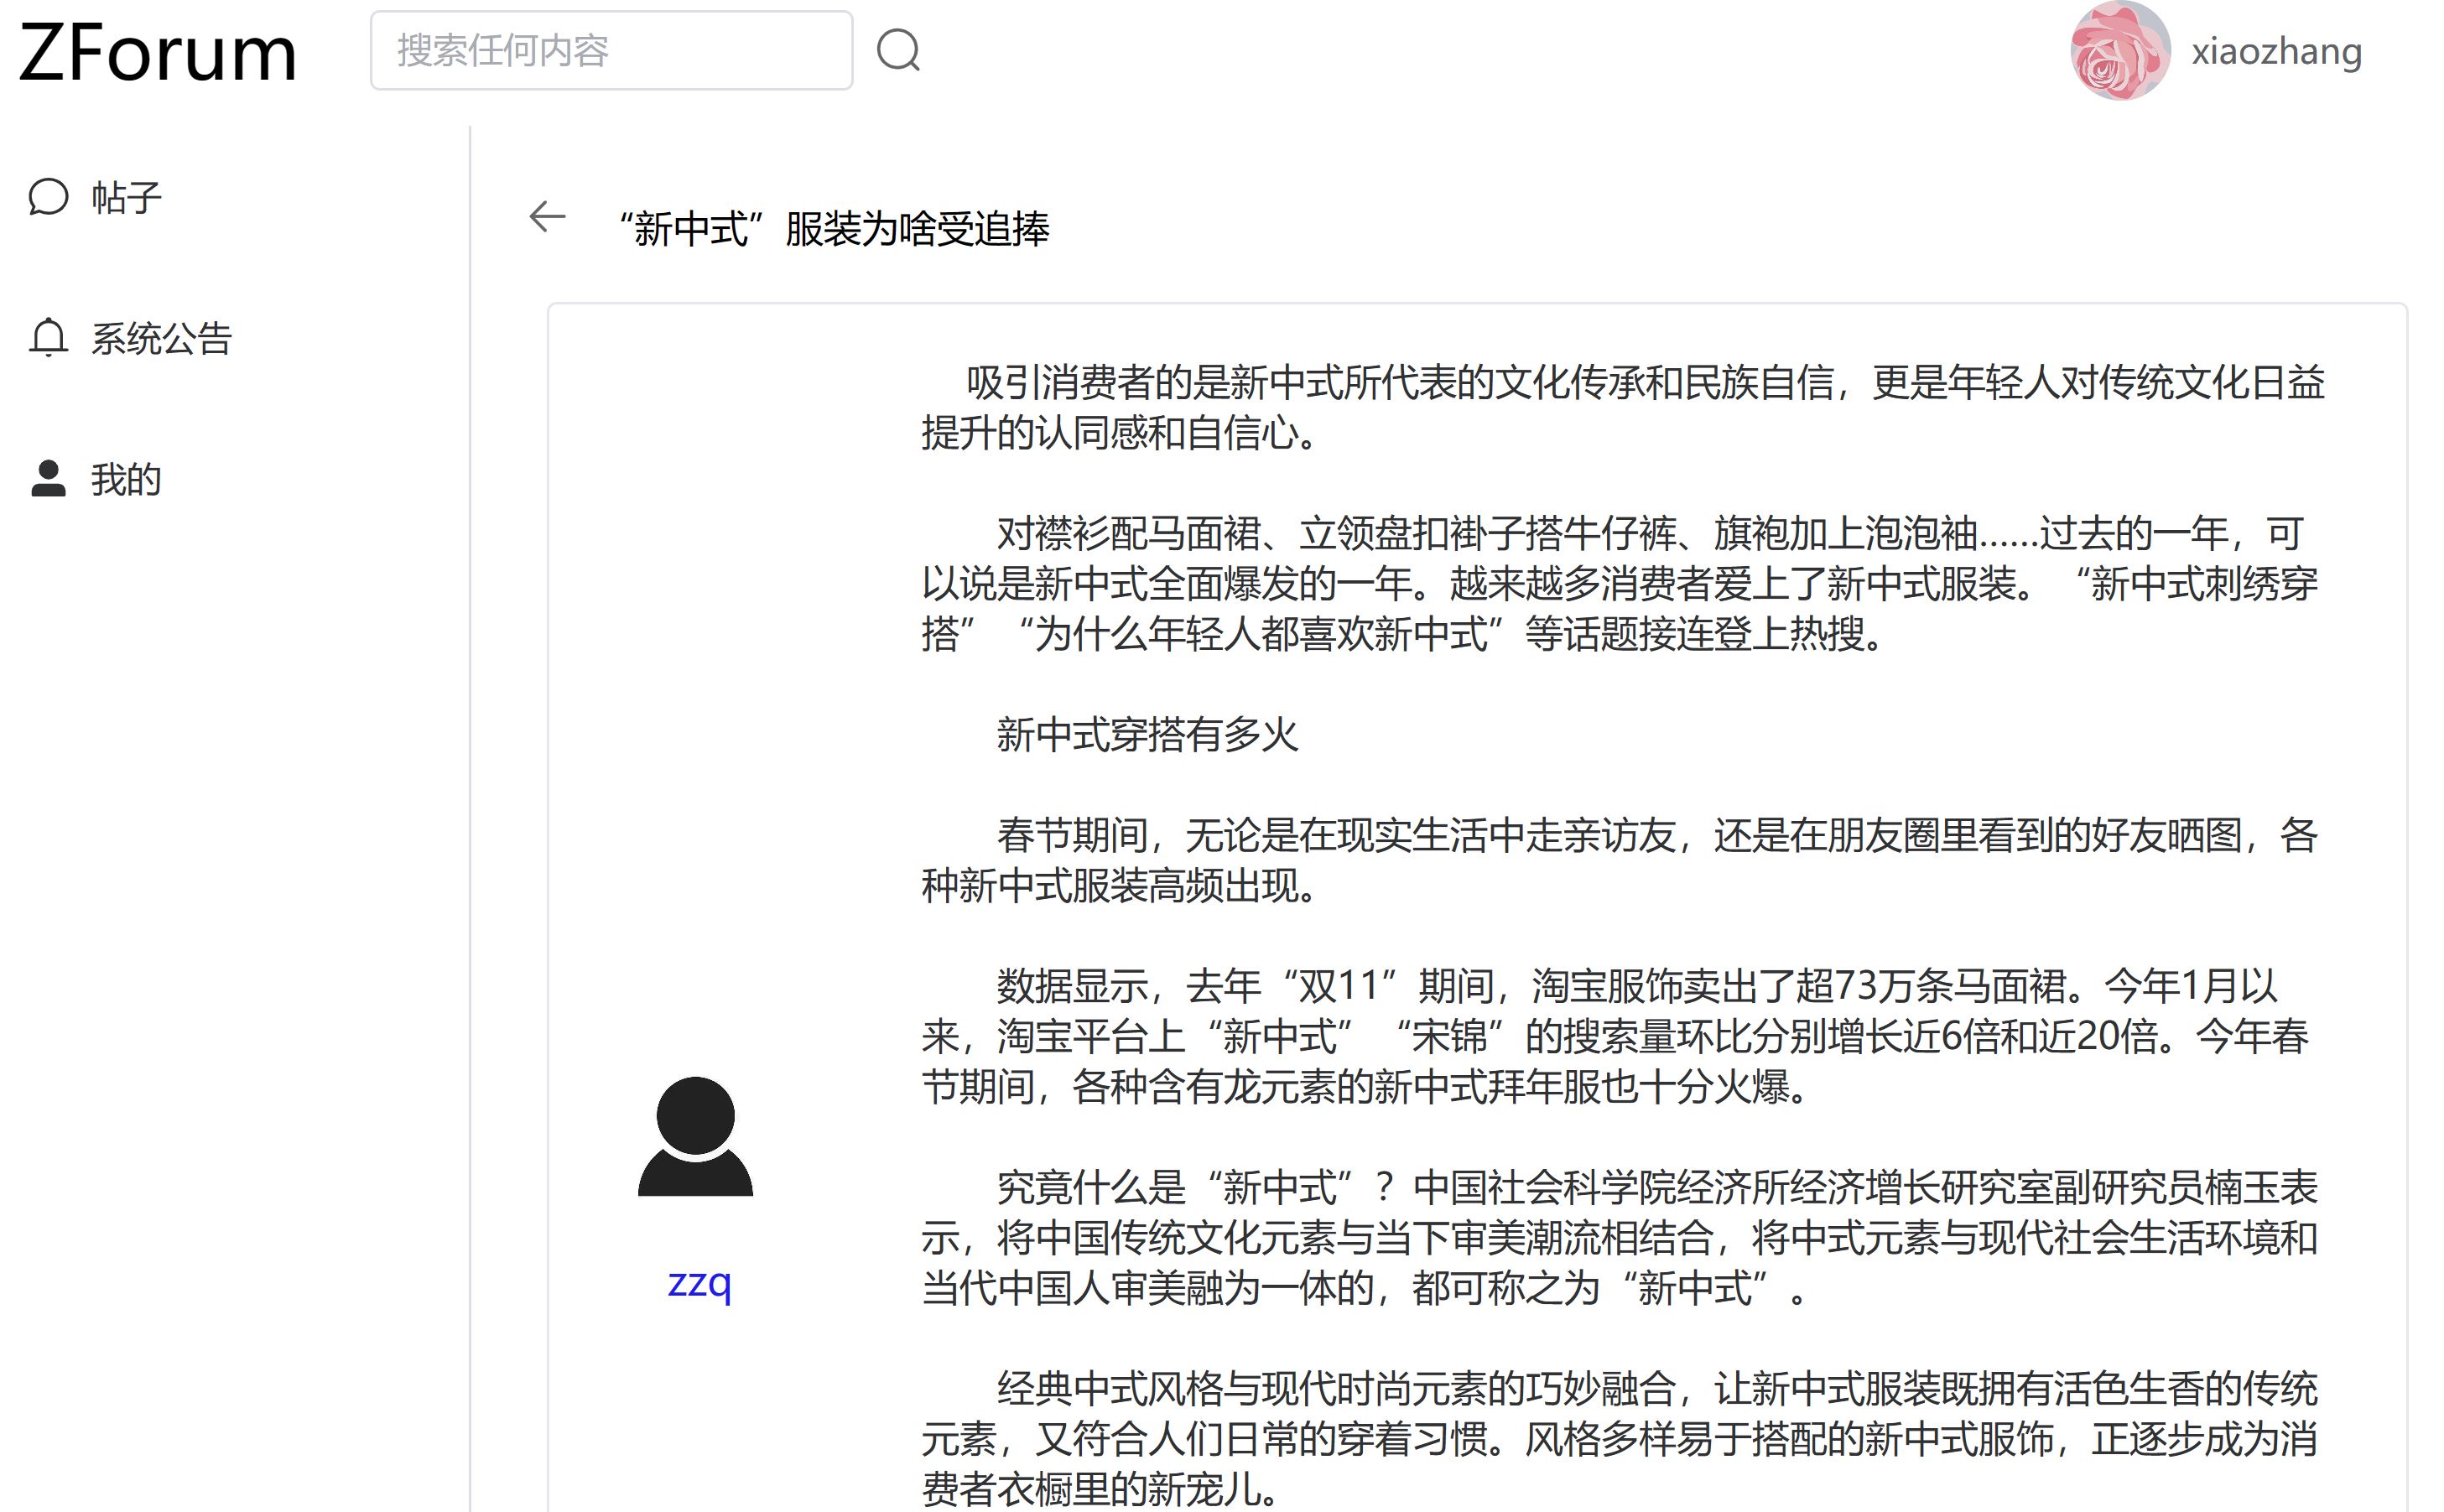 ZForum
搜索任何内容
xiaozhang
帖子
系统公告
我的
“新中式”服装为啥受追捧
吸引消费者的是新中式所代表的文化传承和民族自信，更是年轻人对传统文化日益
提升的认同感和自信心。
对襟衫配马面裙、立领盘扣褂子搭牛仔裤、旗袍加上泡泡袖……过去的一年，可
以说是新中式全面爆发的一年。越来越多消费者爱上了新中式服装。“新中式刺绣穿
搭”“为什么年轻人都喜欢新中式”等话题接连登上热搜。
新中式穿搭有多火
春节期间，无论是在现实生活中走亲访友，还是在朋友圈里看到的好友晒图，各
种新中式服装高频出现。
数据显示，去年“双11”期间，淘宝服饰卖出了超73万条马面裙。今年1月以
来，淘宝平台上“新中式”“宋锦”的搜索量环比分别增长近6倍和近20倍。今年春
节期间，各种含有龙元素的新中式拜年服也十分火爆。
究竟什么是“新中式”？中国社会科学院经济所经济增长研究室副研究员楠玉表
示，将中国传统文化元素与当下审美潮流相结合，将中式元素与现代社会生活环境和
当代中国人审美融为一体的，都可称之为“新中式”。
经典中式风格与现代时尚元素的巧妙融合，让新中式服装既拥有活色生香的传统
元素，又符合人们日常的穿着习惯。风格多样易于搭配的新中式服饰，正逐步成为消
费者衣橱里的新宠儿。
zzq